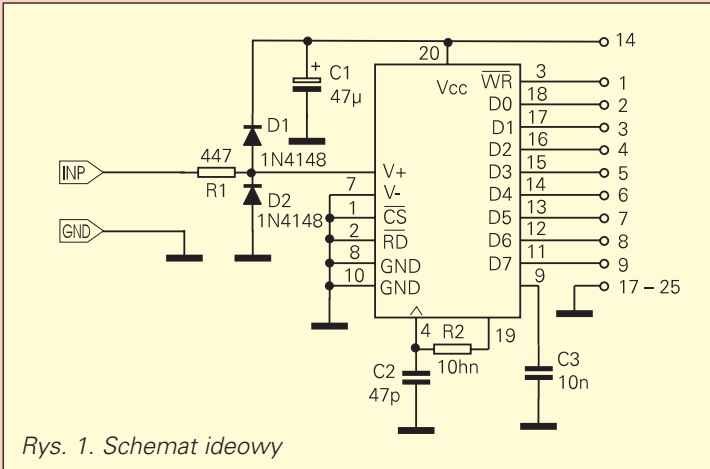 20
14
C1
+
47µ
Vcc
WR 3 1
D0 18 2
D1 17 3
D2 16 4
D3 15 5
D4 14 6
D5 13 7
D6 12 8
D7 11 9
9 17 – 25
D1
1N4148
INP
447
R1
V+
7 V-
D2
1N4148
1 CS
2 RD
GND
8 GND
10 GND
4 R2 19
10hn
C2
47p
C3
10n
Rys. 1. Schemat ideowy